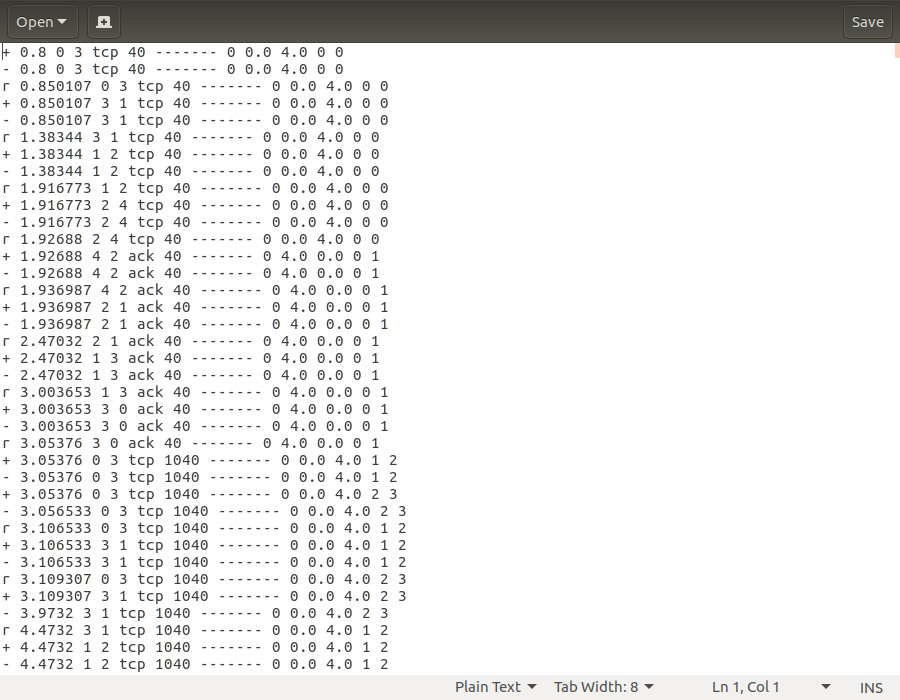 Open
Save
+ 0.8 0 3 tcp 40 ------- 0 0.0 4.0 0 0
- 0.8 0 3 tcp 40 ------- 0 0.0 4.0 0 0
r 0.850107 0 3 tcp 40 ------- 0 0.0 4.0 0 0
+ 0.850107 3 1 tcp 40 ------- 0 0.0 4.0 0 0
- 0.850107 3 1 tcp 40 ------- 0 0.0 4.0 0 0
r 1.38344 3 1 tcp 40 ------- 0 0.0 4.0 0 0
+ 1.38344 1 2 tcp 40 ------- 0 0.0 4.0 0 0
- 1.38344 1 2 tcp 40 ------- 0 0.0 4.0 0 0
r 1.916773 1 2 tcp 40 ------- 0 0.0 4.0 0 0
+ 1.916773 2 4 tcp 40 ------- 0 0.0 4.0 0 0
- 1.916773 2 4 tcp 40 ------- 0 0.0 4.0 0 0
r 1.92688 2 4 tcp 40 ------- 0 0.0 4.0 0 0
+ 1.92688 4 2 ack 40 ------- 0 4.0 0.0 0 1
- 1.92688 4 2 ack 40 ------- 0 4.0 0.0 0 1
r 1.936987 4 2 ack 40 ------- 0 4.0 0.0 0 1
+ 1.936987 2 1 ack 40 ------- 0 4.0 0.0 0 1
- 1.936987 2 1 ack 40 ------- 0 4.0 0.0 0 1
r 2.47032 2 1 ack 40 ------- 0 4.0 0.0 0 1
+ 2.47032 1 3 ack 40 ------- 0 4.0 0.0 0 1
- 2.47032 1 3 ack 40 ------- 0 4.0 0.0 0 1
r 3.003653 1 3 ack 40 ------- 0 4.0 0.0 0 1
+ 3.003653 3 0 ack 40 ------- 0 4.0 0.0 0 1
- 3.003653 3 0 ack 40 ------- 0 4.0 0.0 0 1
r 3.05376 3 0 ack 40 ------- 0 4.0 0.0 0 1
+ 3.05376 0 3 tcp 1040 ------- 0 0.0 4.0 1 2
- 3.05376 0 3 tcp 1040 ------- 0 0.0 4.0 1 2
+ 3.05376 0 3 tcp 1040 ------- 0 0.0 4.0 2 3
- 3.056533 0 3 tcp 1040 ------- 0 0.0 4.0 2 3
r 3.106533 0 3 tcp 1040 ------- 0 0.0 4.0 1 2
+ 3.106533 3 1 tcp 1040 ------- 0 0.0 4.0 1 2
- 3.106533 3 1 tcp 1040 ------- 0 0.0 4.0 1 2
r 3.109307 0 3 tcp 1040 ------- 0 0.0 4.0 2 3
+ 3.109307 3 1 tcp 1040 ------- 0 0.0 4.0 2 3
- 3.9732 3 1 tcp 1040 ------- 0 0.0 4.0 2 3
r 4.4732 3 1 tcp 1040 ------- 0 0.0 4.0 1 2
+ 4.4732 1 2 tcp 1040 ------- 0 0.0 4.0 1 2
- 4.4732 1 2 tcp 1040 ------- 0 0.0 4.0 1 2
Plain Text Tab Width: 8 Ln 1, Col 1 INS